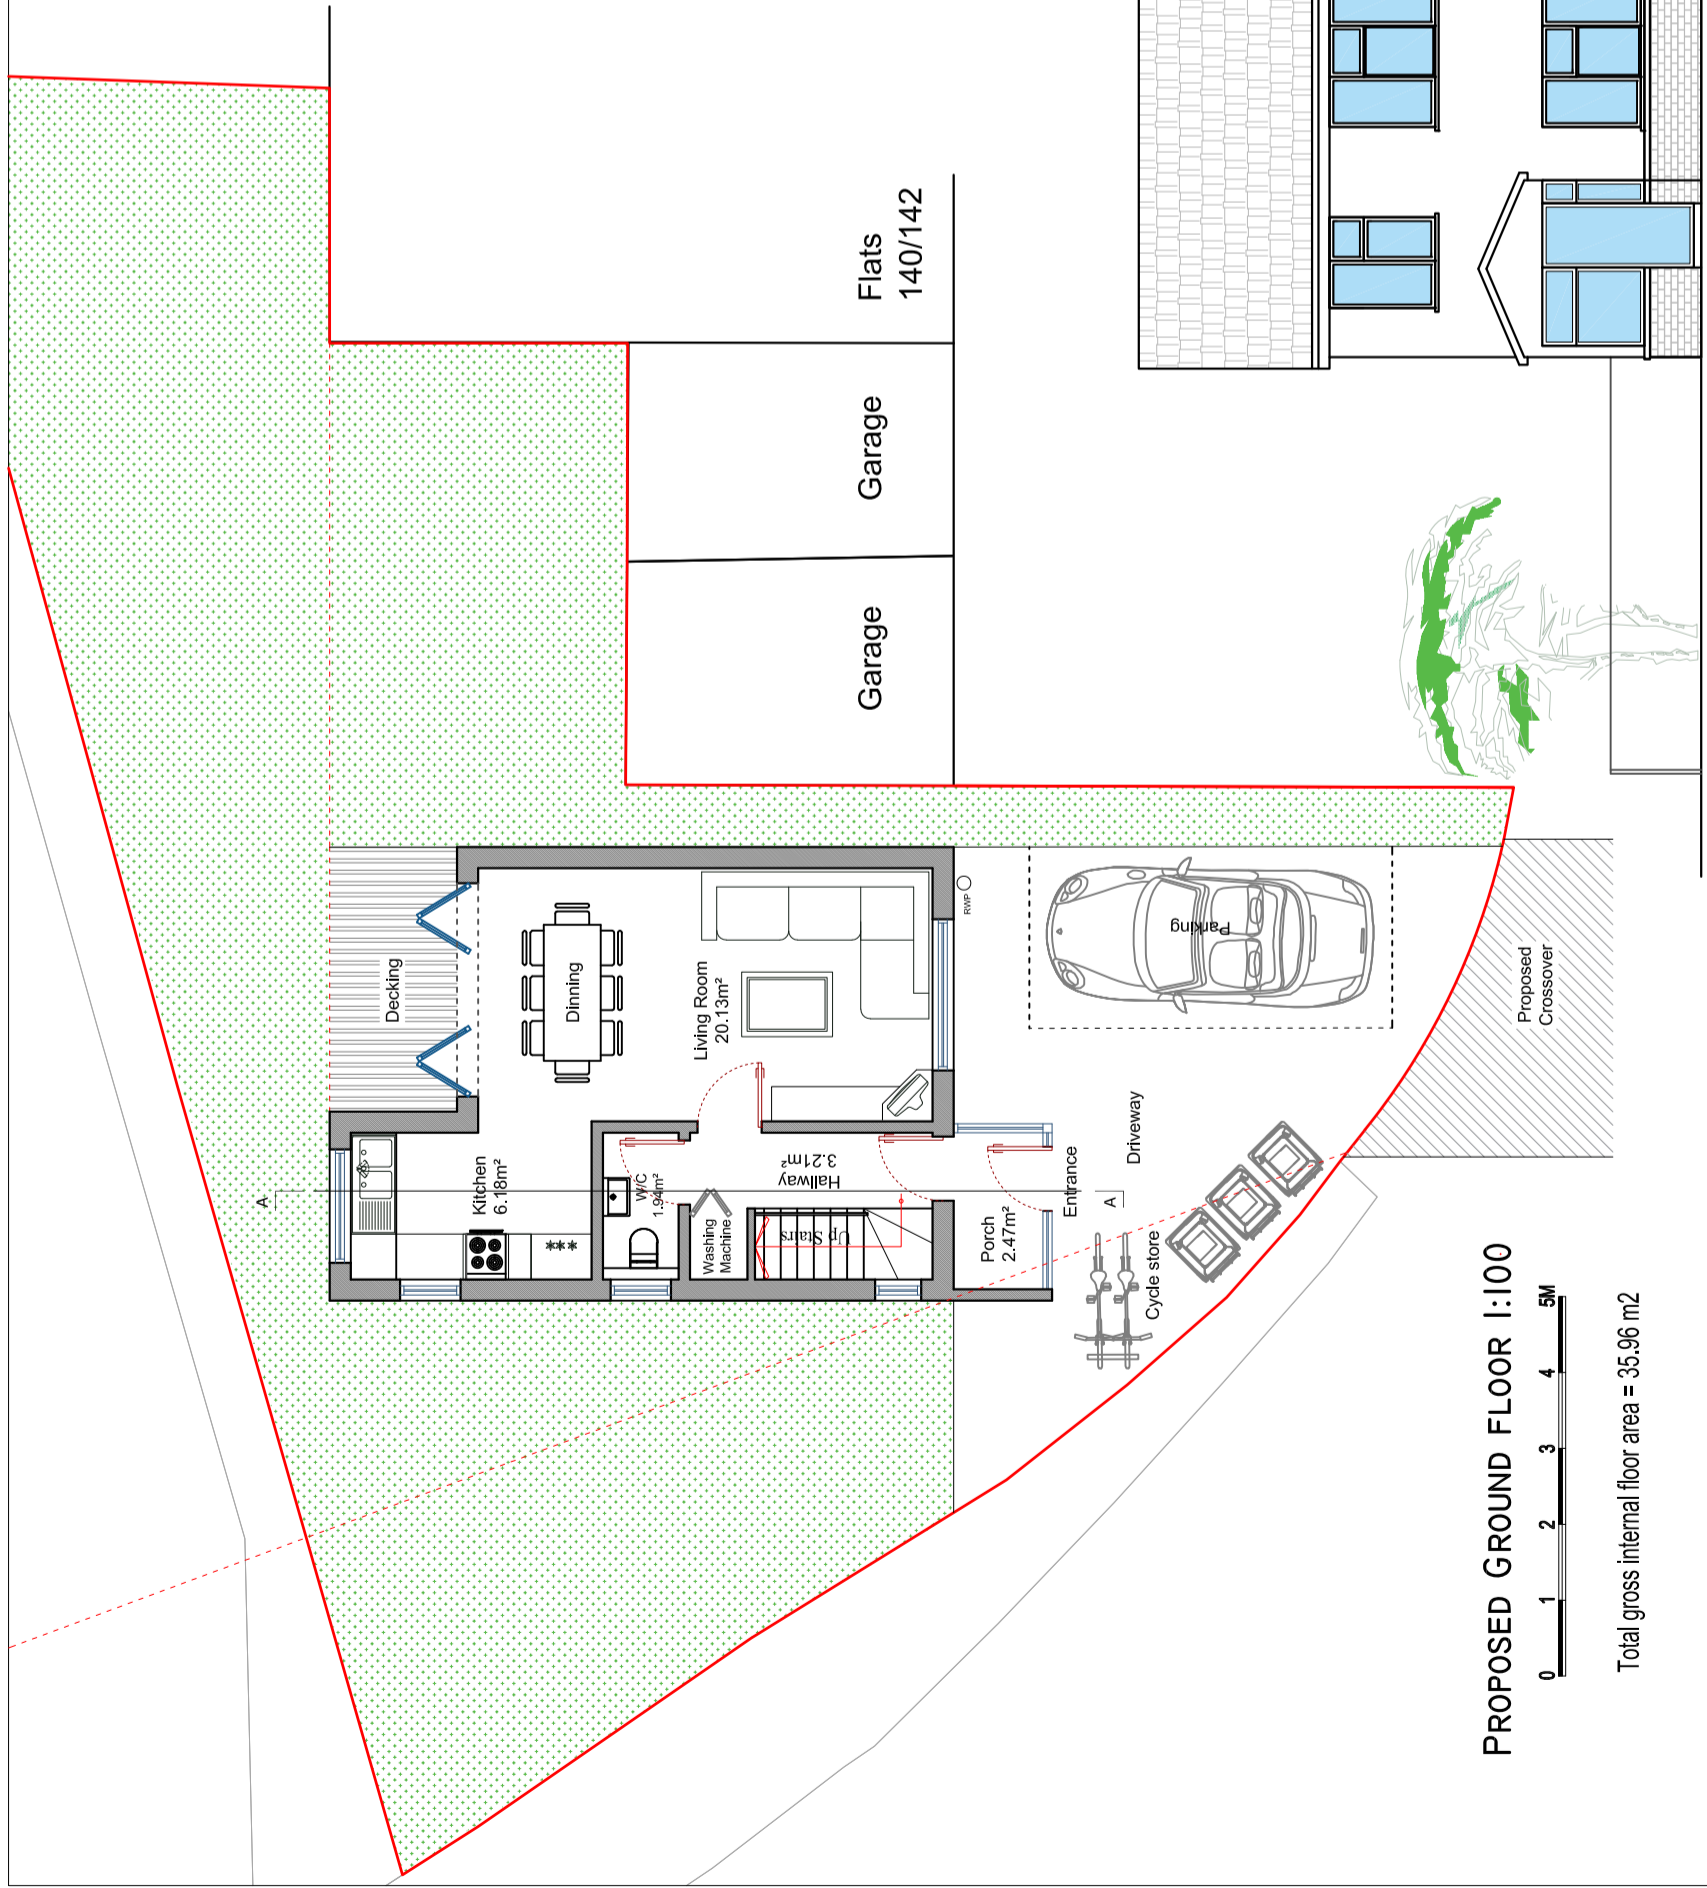 Flats
140/142
Garage
Garage
Decking
Dinning
Living Room
20.13m²
Kitchen
6.18m²
A
W/C
1.94m²
Hallway
3.21m²
Washing
Machine
Up Stairs
Porch
2.47m²
Entrance
A
RWP
Parking
Driveway
Cycle store
Proposed
Crossover
PROPOSED GROUND FLOOR 1:100
0 1 2 3 4 5M
Total gross internal floor area = 35.96 m2